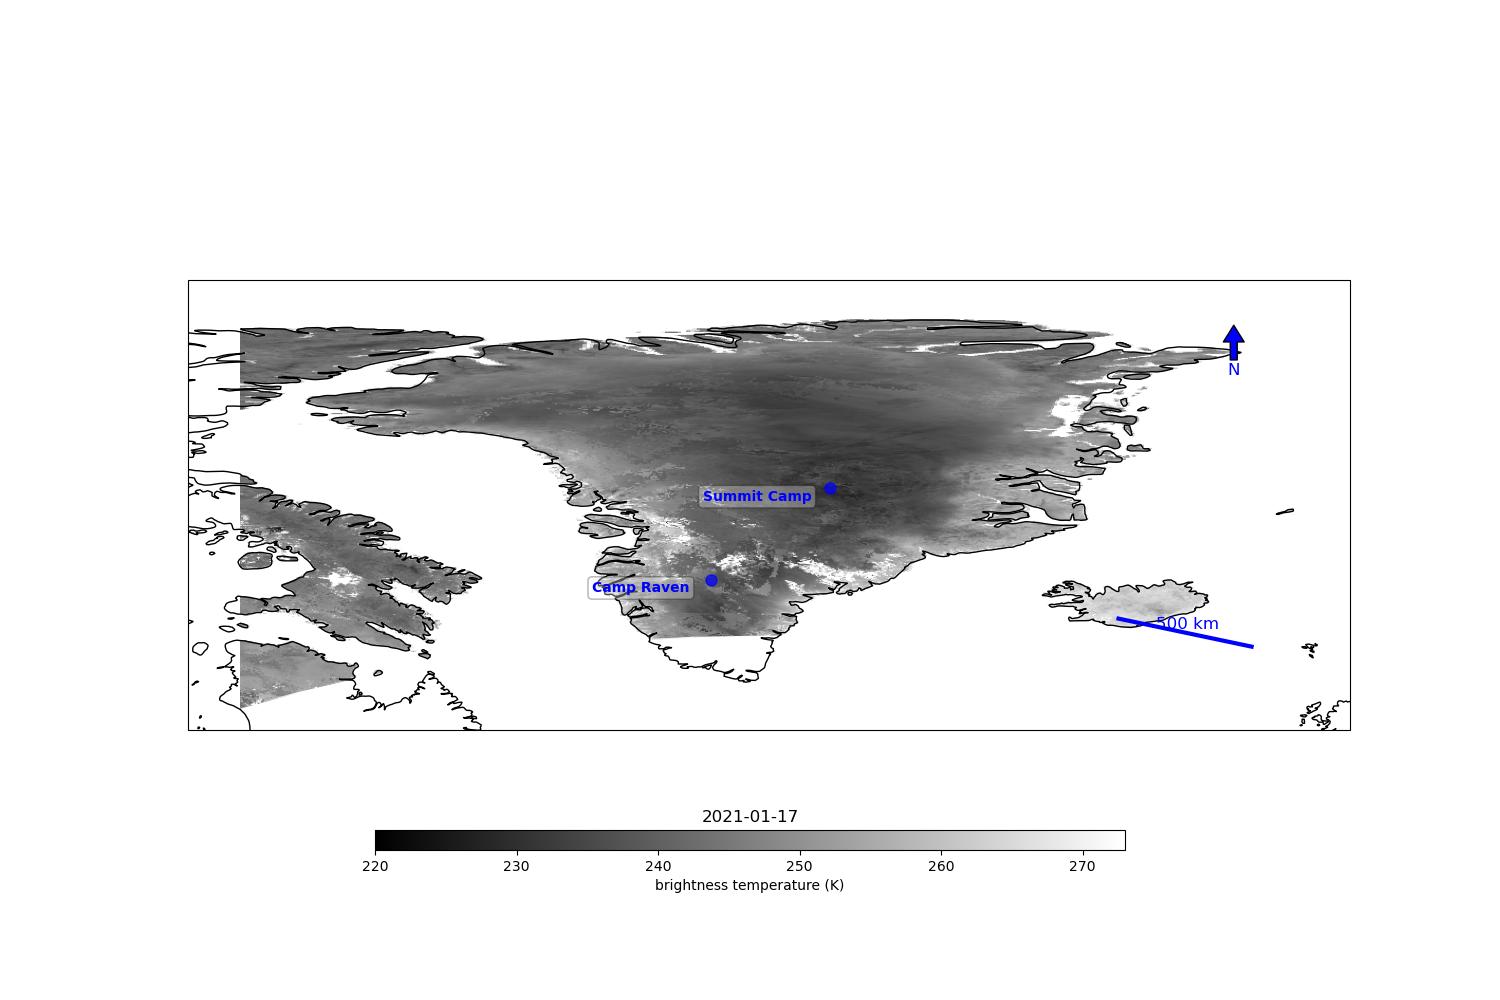 N
Summit Camp
Camp Raven
500 km
2021-01-17
220 230 240 250 260 270
brightness temperature (K)